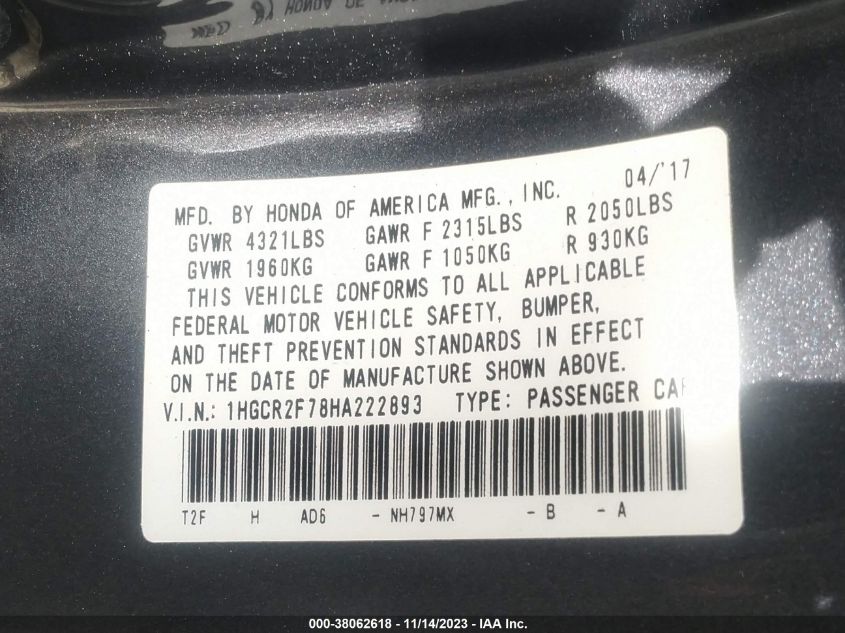 MFD. BY HONDA OF AMERICA MFG., INC. 04/'17
GVWR 4321LBS GAWR F 2315LBS R 2050LBS
GVWR 1960KG GAWR F 1050KG R 930KG
THIS VEHICLE CONFORMS TO ALL APPLICABLE
FEDERAL MOTOR VEHICLE SAFETY, BUMPER,
AND THEFT PREVENTION STANDARDS IN EFFECT
ON THE DATE OF MANUFACTURE SHOWN ABOVE.
V.I.N.: 1HGCR2F78HA222893 TYPE: PASSENGER CAR
T2F H AD6 - NH797MX - B - A
000-38062618 - 11/14/2023 - IAA Inc.